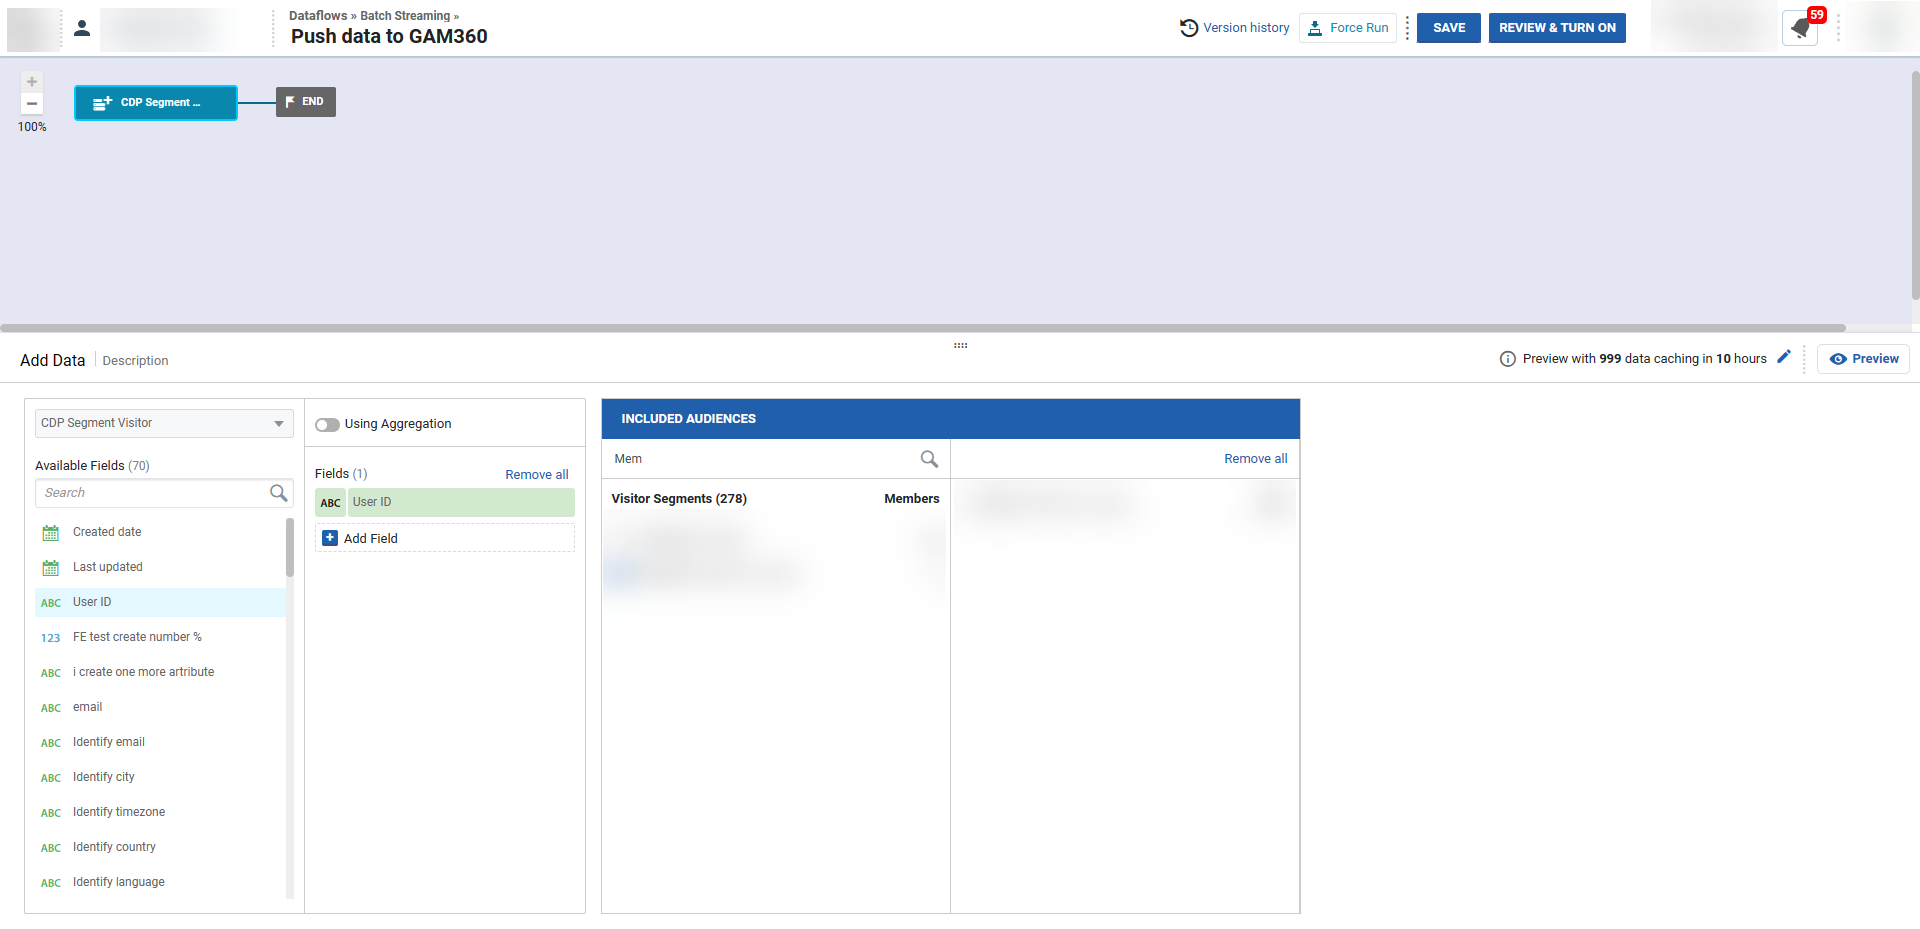 Dataflows » Batch Streaming »
Push data to GAM360
Version history
Force Run
SAVE
REVIEW & TURN ON
59
100%
CDP Segment ...
END
Add Data
Description
Preview with 999 data caching in 10 hours
Preview
CDP Segment Visitor
Available Fields (70)
Search
Created date
Last updated
ABC User ID
123 FE test create number %
ABC i create one more artribute
ABC email
ABC Identify email
ABC Identify city
ABC Identify timezone
ABC Identify country
ABC Identify language
Using Aggregation
Fields (1)
Remove all
ABC User ID
Add Field
INCLUDED AUDIENCES
Mem
Remove all
Visitor Segments (278)
Members